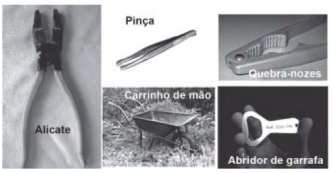 Pinça
Quebra-nozes
Alicate
Carrinho de mão
Abridor de garrafa